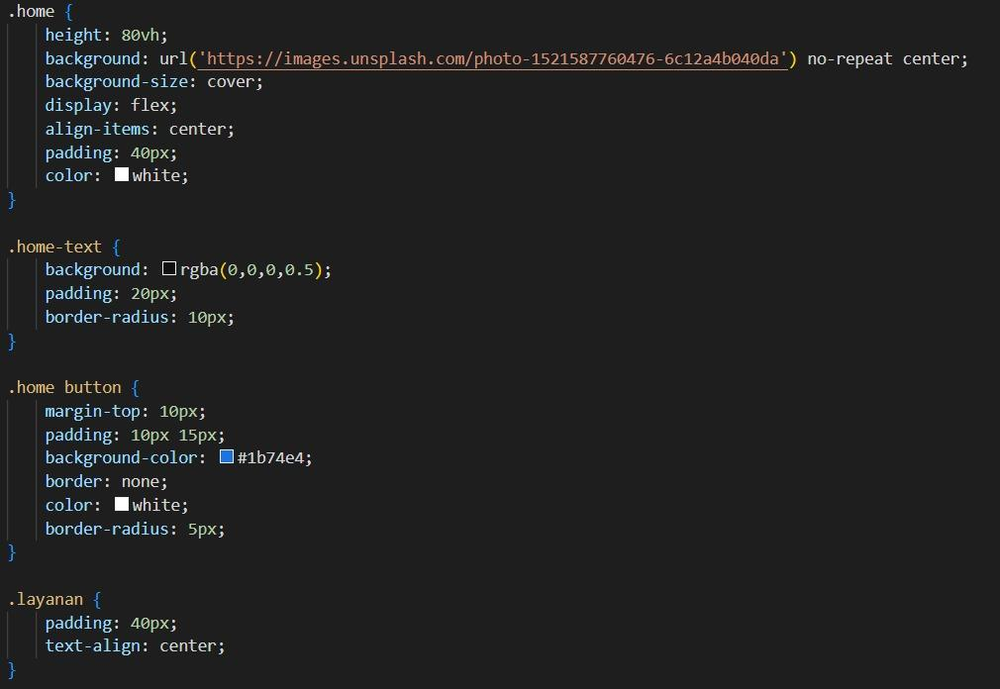 .home {
height: 80vh;
background: url('https://images.unsplash.com/photo-1521587760476-6c12a4b040da') no-repeat center;
background-size: cover;
display: flex;
align-items: center;
padding: 40px;
color: white;
}
.home-text {
background: rgba(0,0,0,0.5);
padding: 20px;
border-radius: 10px;
}
.home button {
margin-top: 10px;
padding: 10px 15px;
background-color: #1b74e4;
border: none;
color: white;
border-radius: 5px;
}
.layanan {
padding: 40px;
text-align: center;
}